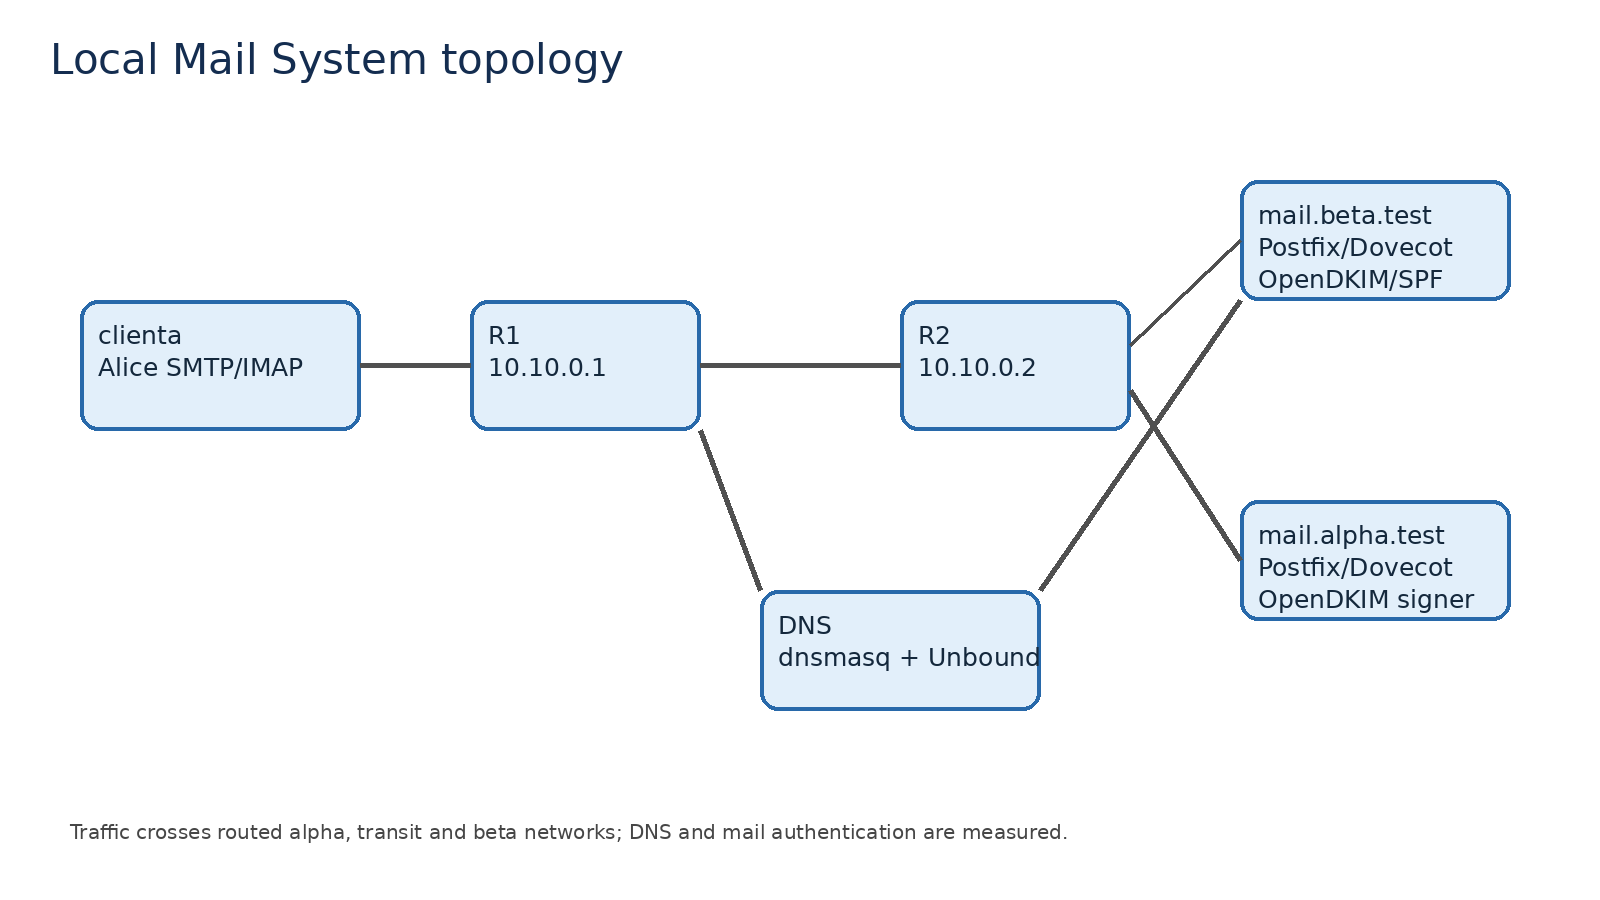 Local Mail System topology
mail.beta.test
Postfix/Dovecot
OpenDKIM/SPF
clienta
Alice SMTP/IMAP
R1
10.10.0.1
R2
10.10.0.2
mail.alpha.test
Postfix/Dovecot
OpenDKIM signer
DNS
dnsmasq + Unbound
Traffic crosses routed alpha, transit and beta networks; DNS and mail authentication are measured.